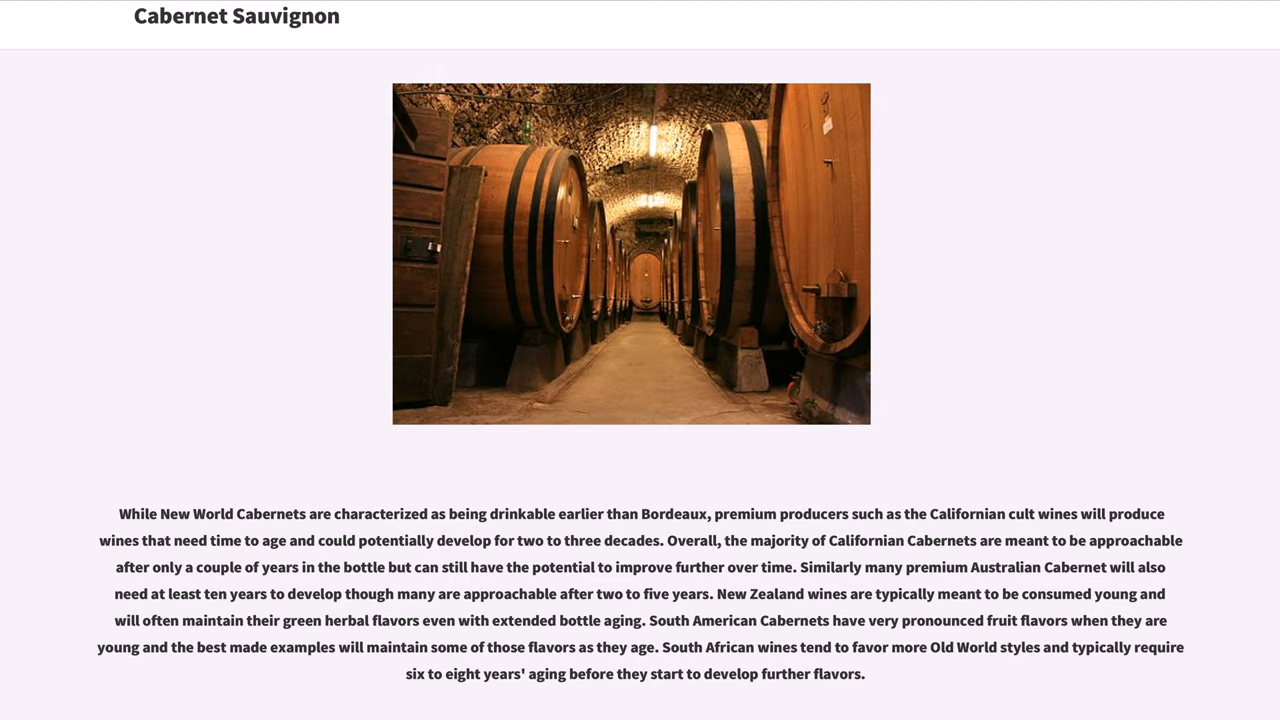 Cabernet Sauvignon
While New World Cabernets are characterized as being drinkable earlier than Bordeaux, premium producers such as the Californian cult wines will produce
wines that need time to age and could potentially develop for two to three decades. Overall, the majority of Californian Cabernets are meant to be approachable
after only a couple of years in the bottle but can still have the potential to improve further over time. Similarly many premium Australian Cabernet will also
need at least ten years to develop though many are approachable after two to five years. New Zealand wines are typically meant to be consumed young and
will often maintain their green herbal flavors even with extended bottle aging. South American Cabernets have very pronounced fruit flavors when they are
young and the best made examples will maintain some of those flavors as they age. South African wines tend to favor more Old World styles and typically require
six to eight years' aging before they start to develop further flavors.